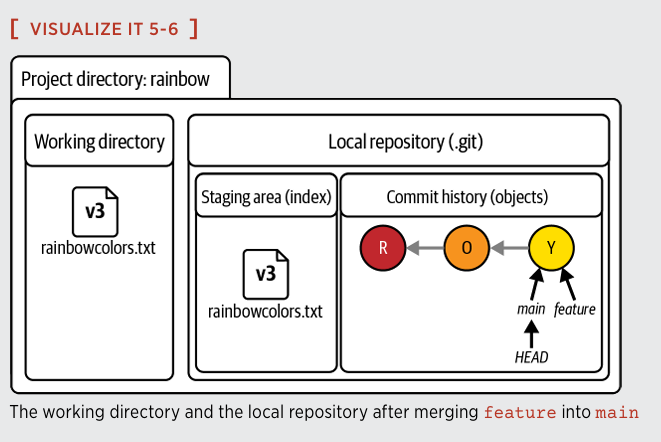 [ VISUALIZE IT 5-6 ]
Project directory: rainbow
Working directory
Local repository (.git)
v3
rainbowcolors.txt
Staging area (index)
v3
rainbowcolors.txt
Commit history (objects)
R
O
Y
main
feature
HEAD
The working directory and the local repository after merging feature into main